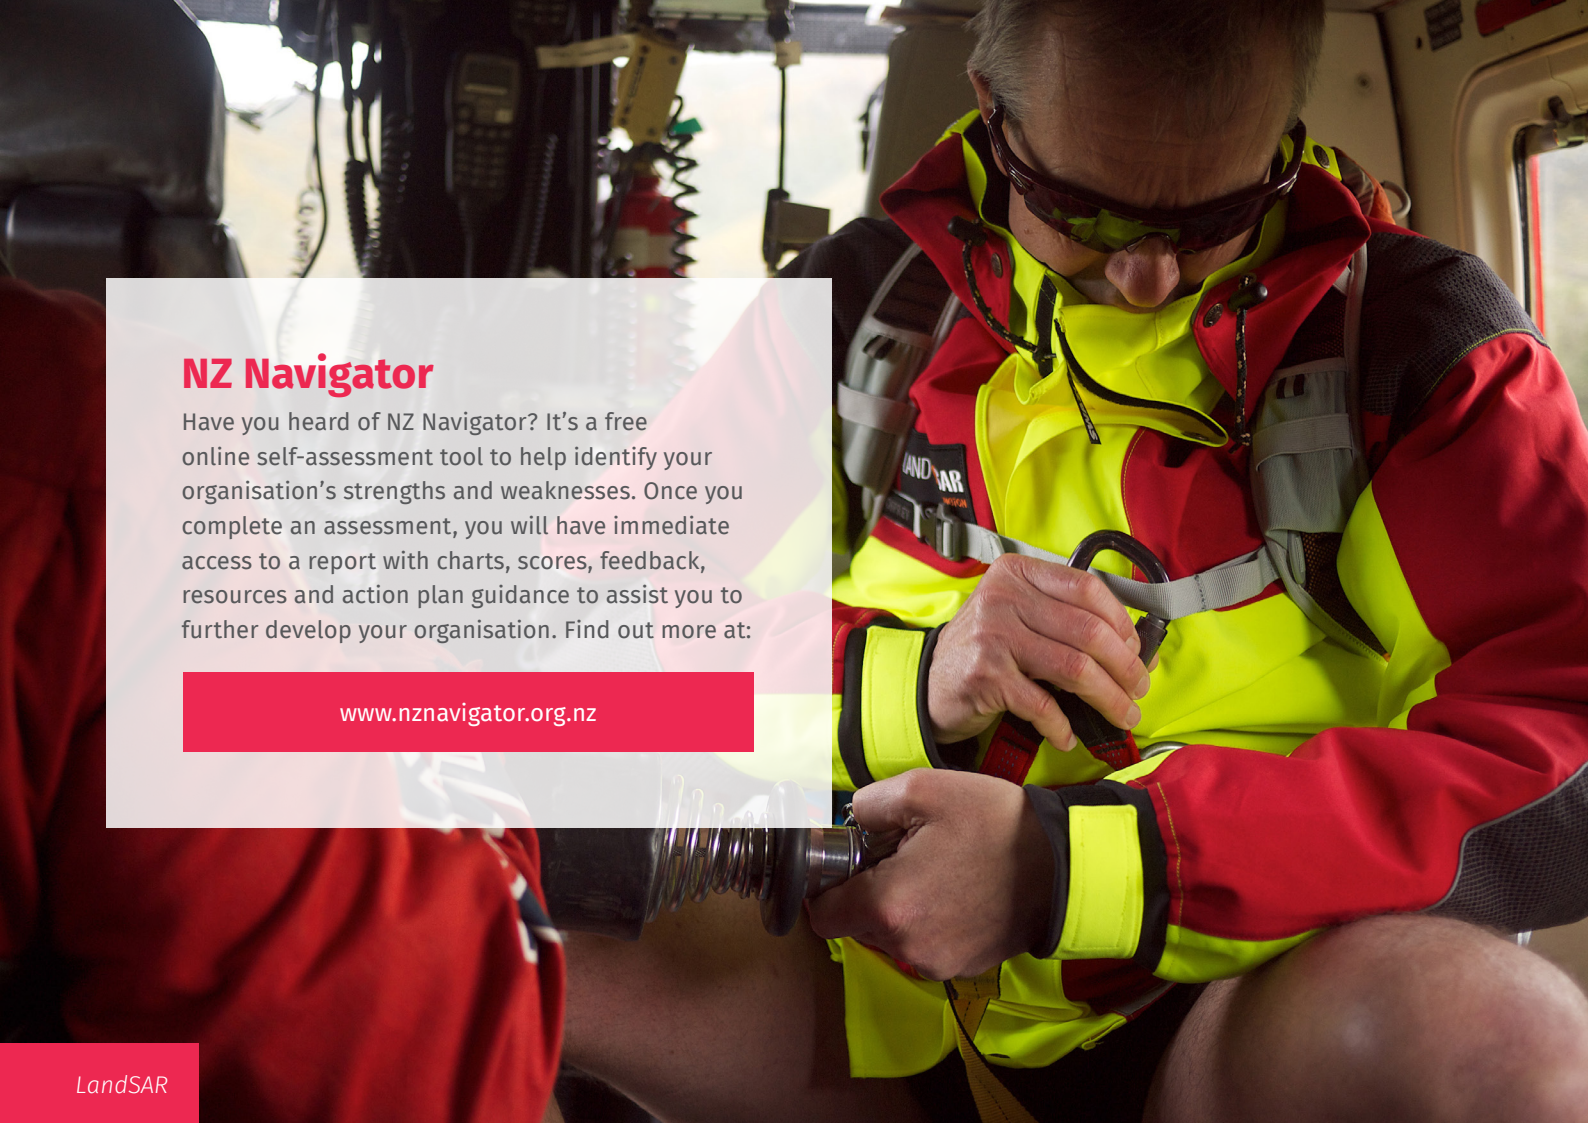 NZ Navigator
Have you heard of NZ Navigator? It’s a free
online self-assessment tool to help identify your
organisation’s strengths and weaknesses. Once you
complete an assessment, you will have immediate
access to a report with charts, scores, feedback,
resources and action plan guidance to assist you to
further develop your organisation. Find out more at:
www.nznavigator.org.nz
LAND SAR
LandSAR